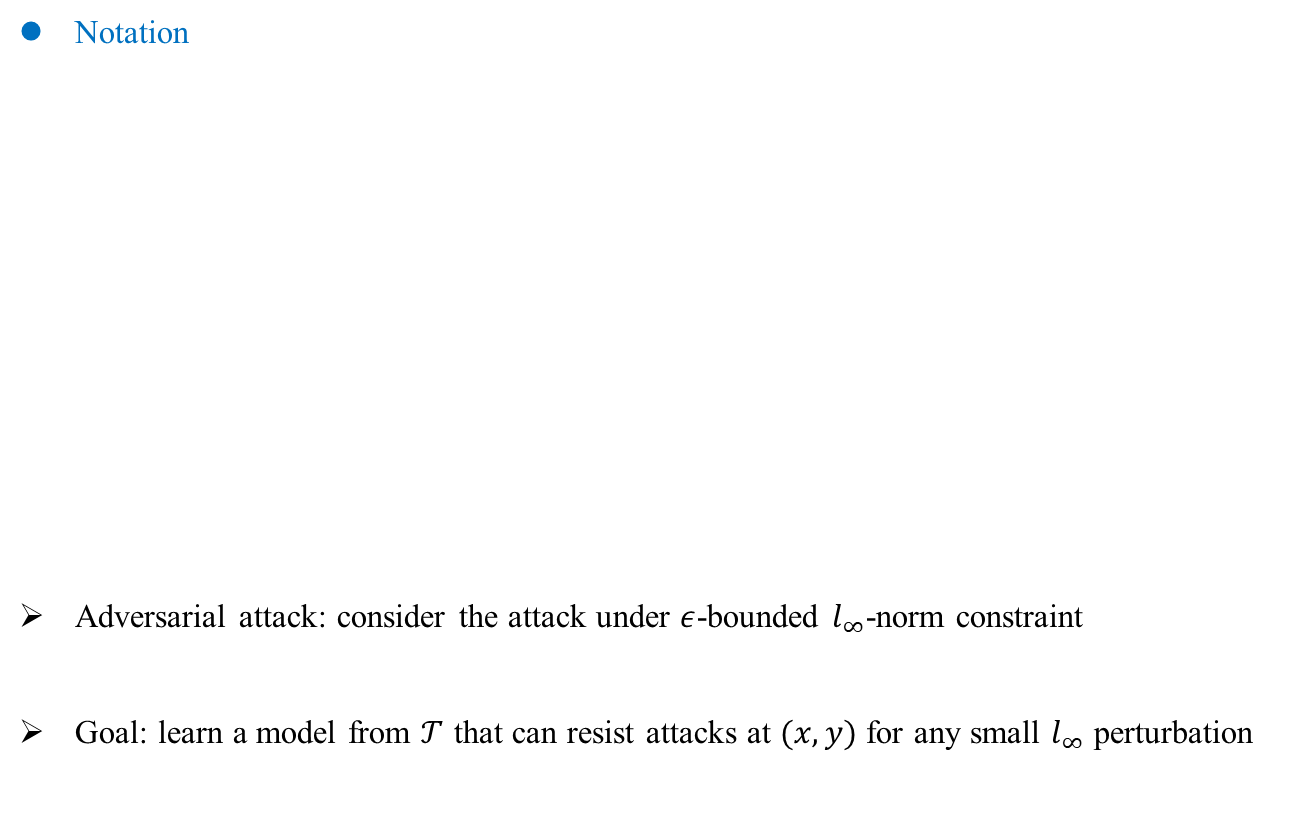 ● Notation
➢ Adversarial attack: consider the attack under ϵ-bounded l∞-norm constraint
➢ Goal: learn a model from 𝒯 that can resist attacks at (x, y) for any small l∞ perturbation